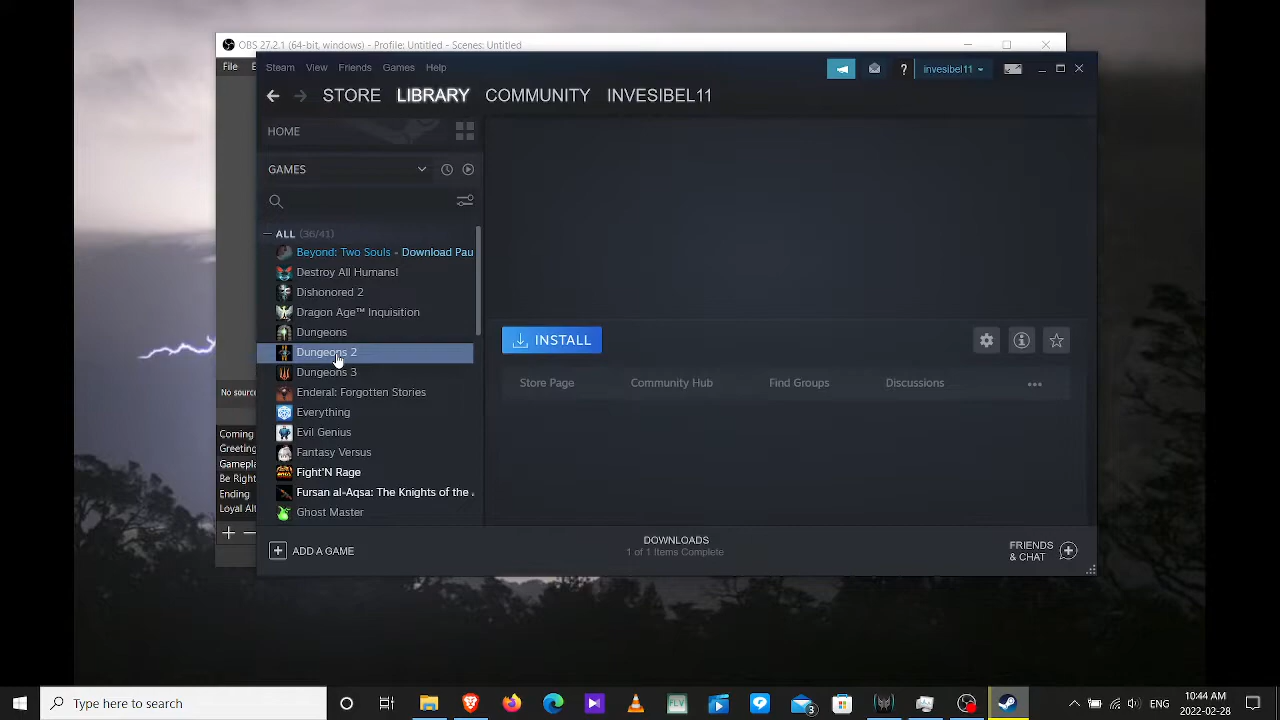 OBS 27.2.1 (64-bit, windows) - Profile: Untitled - Scenes: Untitled
File
Steam View Friends Games Help
invesibel11
STORE LIBRARY COMMUNITY INVESIBEL11
HOME
GAMES
ALL (36/41)
Beyond: Two Souls - Download Pau
Destroy All Humans!
Dishonored 2
Dragon Age™ Inquisition
Dungeons
Dungeons 2
Dungeons 3
Enderal: Forgotten Stories
Everything
Evil Genius
Fantasy Versus
Fight'N Rage
Fursan al-Aqsa: The Knights of the
Ghost Master
INSTALL
Store Page Community Hub Find Groups Discussions
No source
Coming
Greeting
Gamepla
Be Right
Ending
Loyal Alt
ADD A GAME
DOWNLOADS
1 of 1 Items Complete
FRIENDS
& CHAT
Type here to search
FLV
3
10:44 AM
2022-02-28